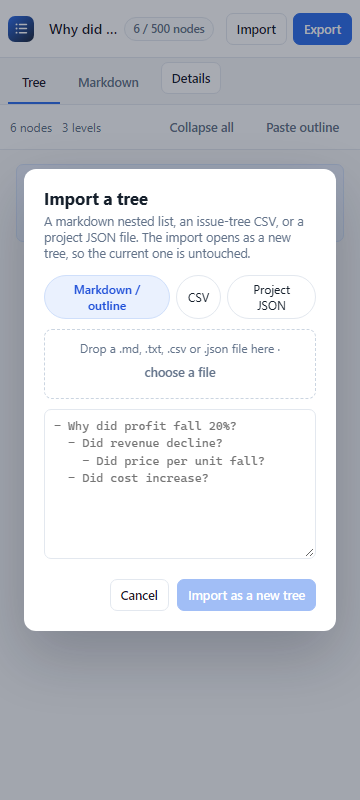 Why did ... 6 / 500 nodes Import Export
Tree Markdown Details
6 nodes 3 levels Collapse all Paste outline
Import a tree
A markdown nested list, an issue-tree CSV, or a
project JSON file. The import opens as a new
tree, so the current one is untouched.
Markdown /
outline
CSV
Project
JSON
Drop a .md, .txt, .csv or .json file here ·
choose a file
- Why did profit fall 20%?
  - Did revenue decline?
    - Did price per unit fall?
  - Did cost increase?
Cancel Import as a new tree